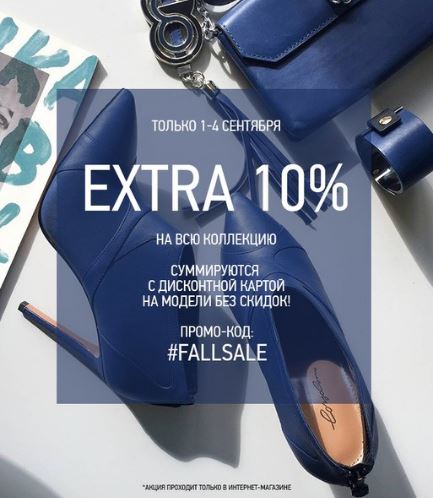 ТОЛЬКО 1-4 СЕНТЯБРЯ
EXTRA 10%
НА ВСЮ КОЛЛЕКЦИЮ
СУММИРУЮТСЯ
С ДИСКОНТНОЙ КАРТОЙ
НА МОДЕЛИ БЕЗ СКИДОК!
ПРОМО-КОД:
#FALLSALE
*АКЦИЯ ПРОХОДИТ ТОЛЬКО В ИНТЕРНЕТ-МАГАЗИНЕ